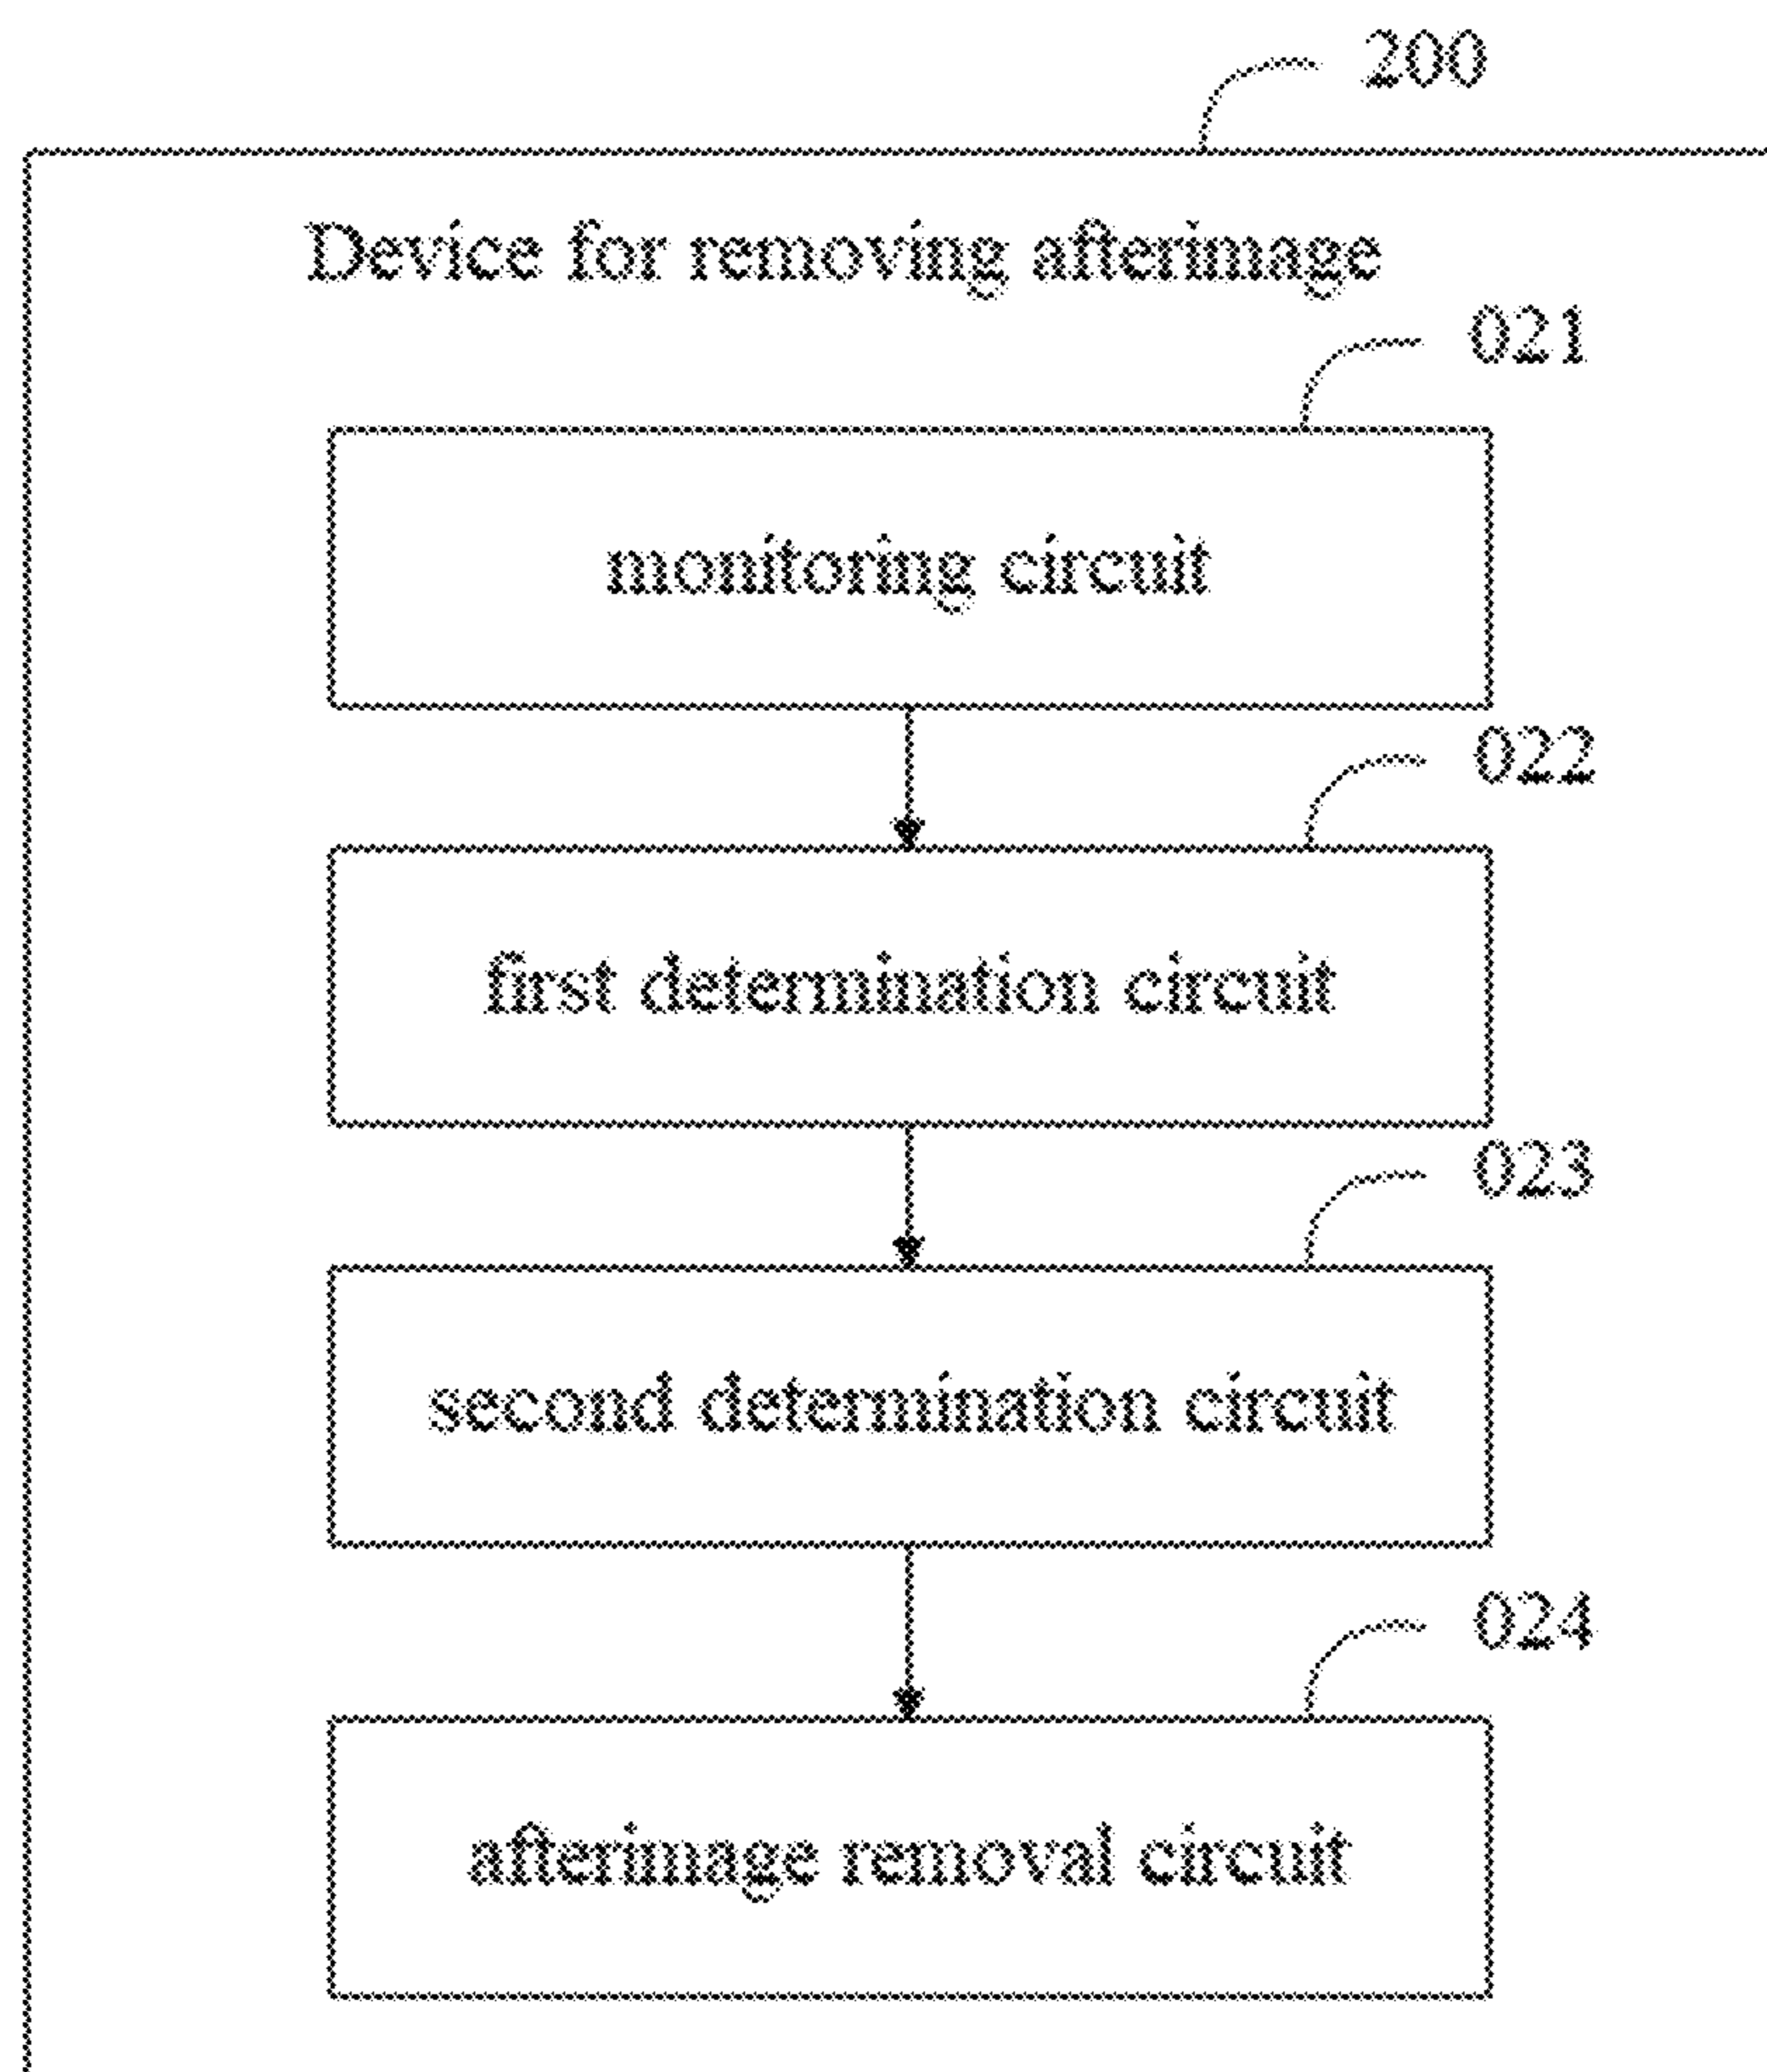 200
Device for removing afterimage
021
monitoring circuit
022
first determination circuit
023
second determination circuit
024
afterimage removal circuit